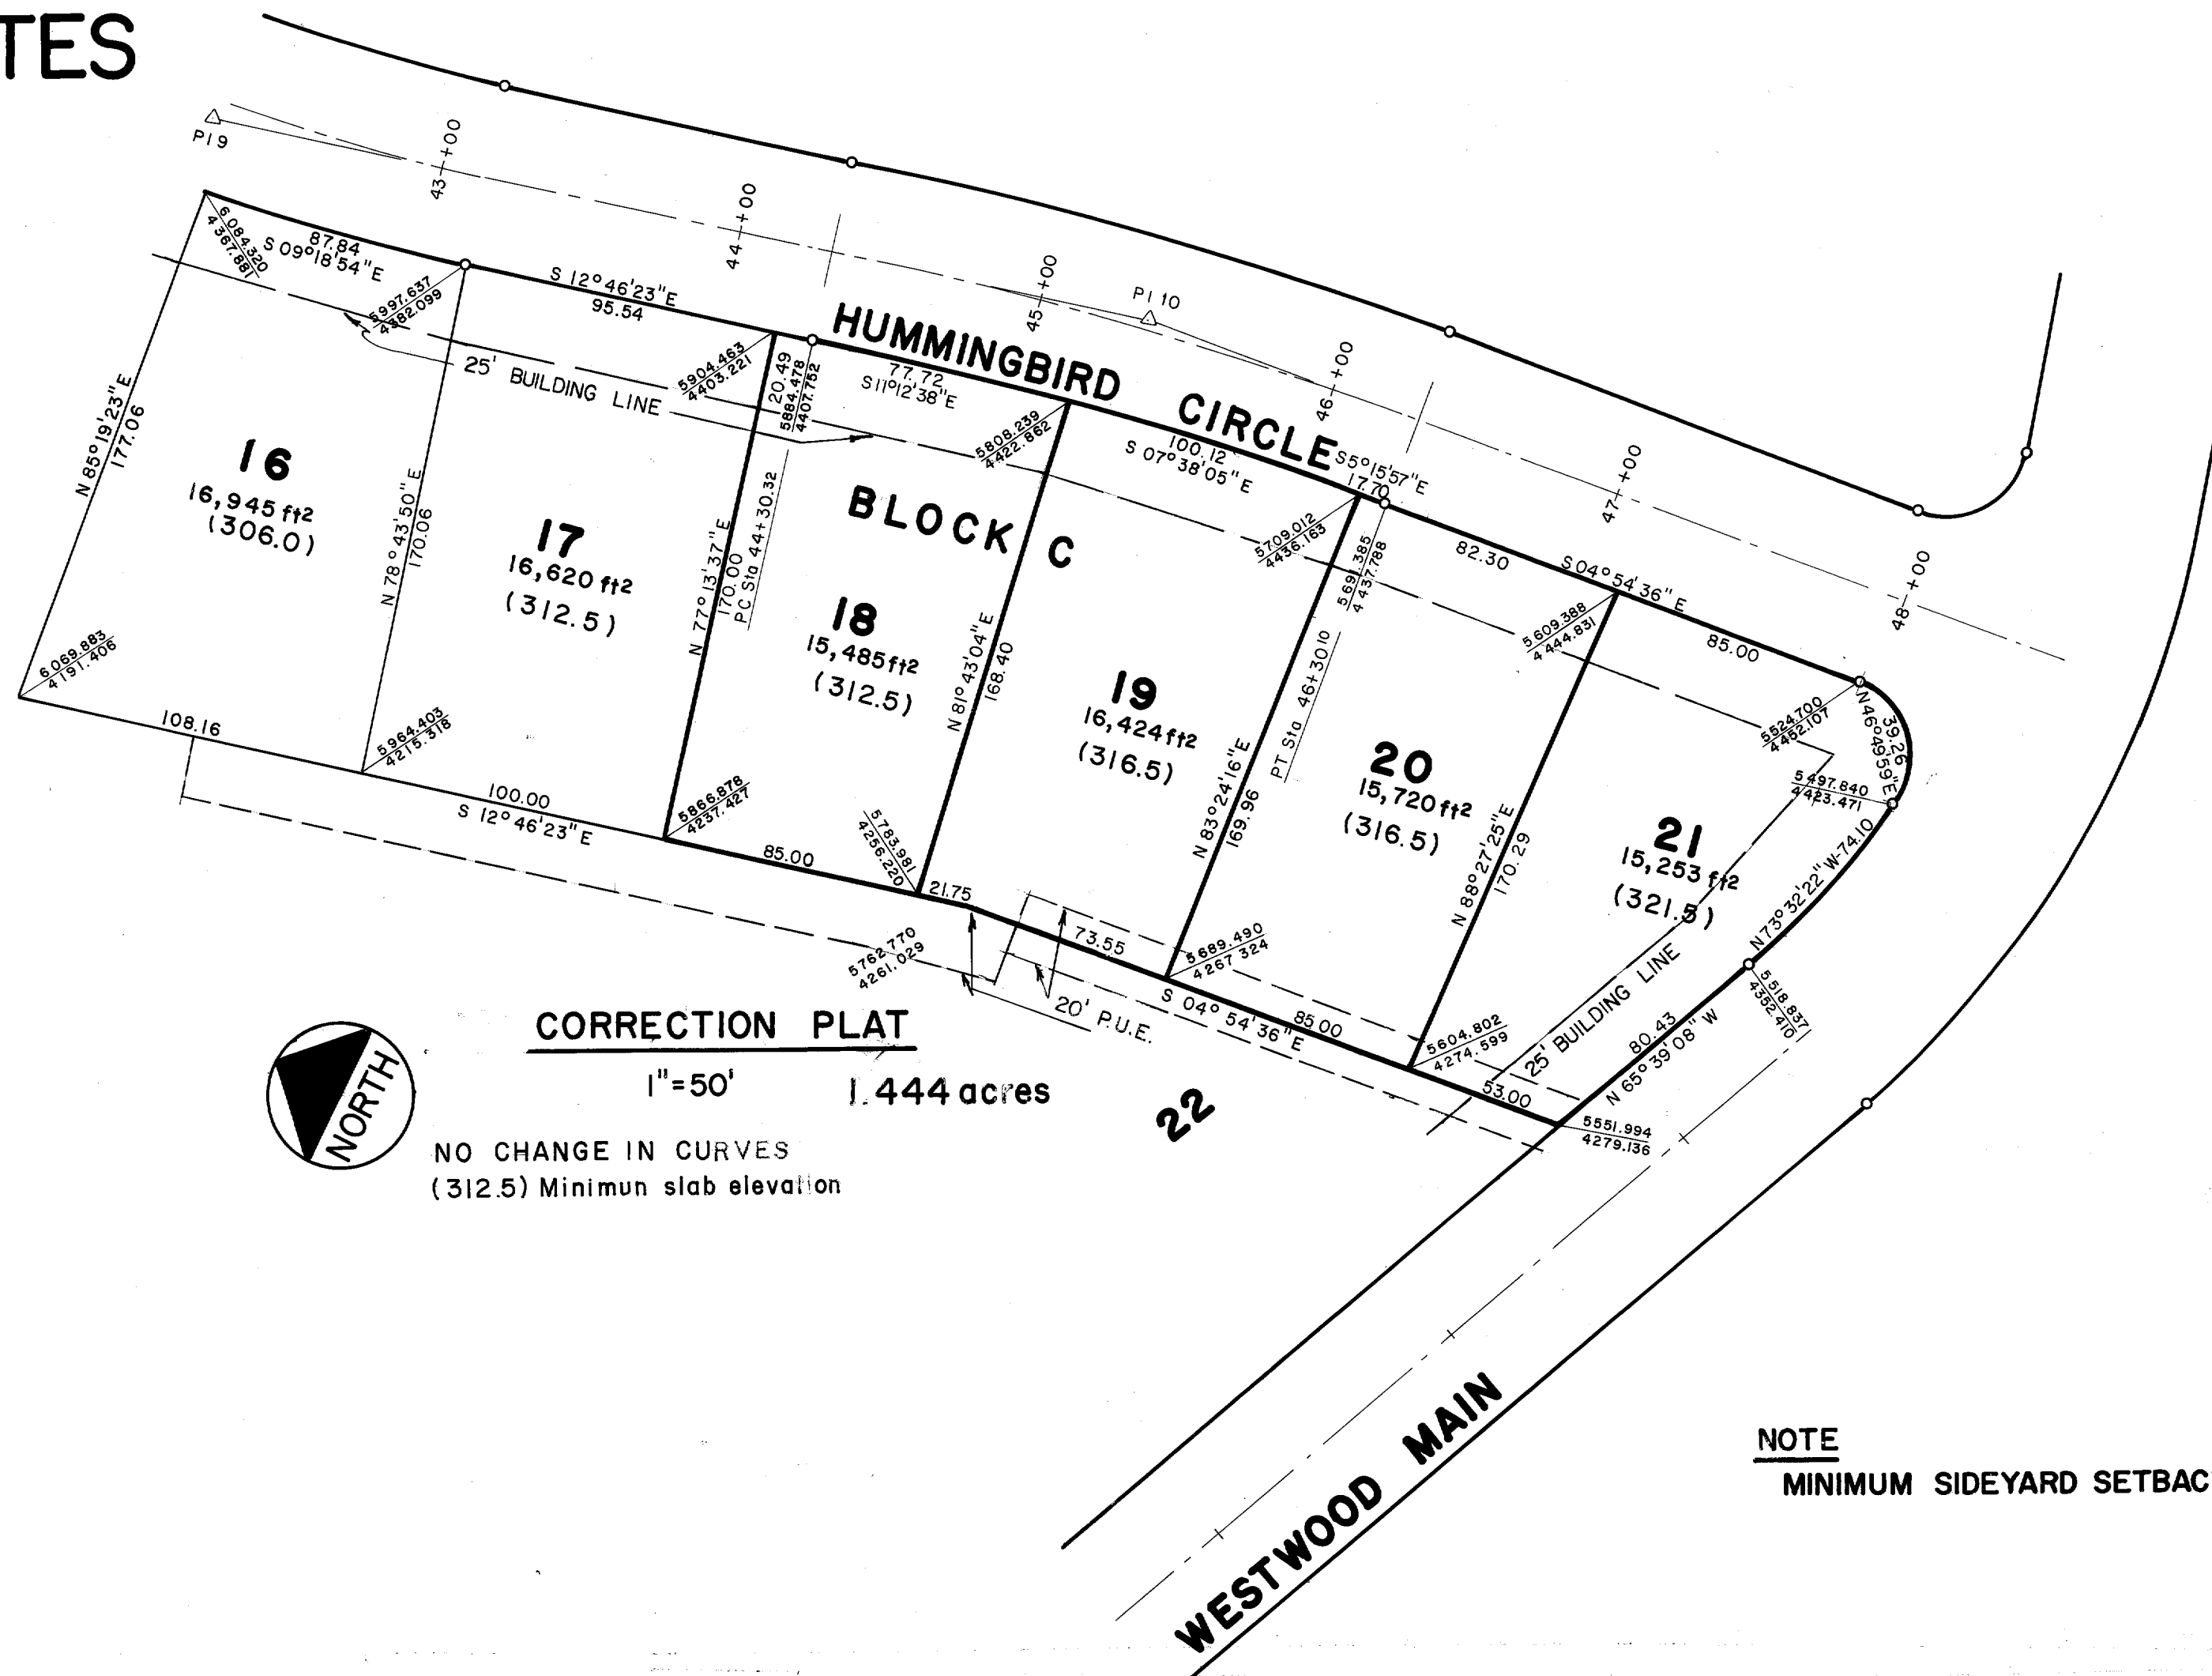 TES
PI 9
43+00
44+00
45+00
PI 10
46+00
47+00
48+00
6084.320
4367.881
87.84
S 09°18'54"E
5997.637
4382.099
S 12°46'23"E
95.54
HUMMINGBIRD CIRCLE
25' BUILDING LINE
5904.463
4403.221
20.49
5884.478
4407.752
77.72
S11°12'38"E
5808.239
4422.862
100.12
S 07°38'05"E
S5°15'57"E
17.70
5709.012
4436.163
4437.788
82.30
S 04°54'36"E
5609.388
4444.831
85.00
5524.700
4452.107
39.26
N46°49'59"E
5497.840
4423.471
N 85°19'23"E
177.06
16
16,945 ft2
(306.0)
N 78°43'50"E
170.06
17
16,620 ft2
(312.5)
N 77°13'37"E
170.00
PC Sta 44+30.32
BLOCK C
18
15,485 ft2
(312.5)
N 81°43'04"E
168.40
19
16,424 ft2
(316.5)
N 83°24'16"E
169.96
PT Sta 46+30.10
20
15,720 ft2
(316.5)
N 88°27'25"E
170.29
21
15,253 ft2
(321.5)
N73°32'22"W-74.10
6069.883
4191.406
108.16
5964.403
4215.318
100.00
S 12°46'23"E
5866.878
4237.427
85.00
5783.981
4256.220
21.75
5762.770
4261.029
73.55
5689.490
4267.324
20' P.U.E.
S 04°54'36"E
85.00
5604.802
4274.599
25' BUILDING LINE
53.00
80.43
N 65°39'08"W
5518.837
4352.410
5551.994
4279.136
22
CORRECTION PLAT
1"=50'
1.444 acres
NORTH
NO CHANGE IN CURVES
(312.5) Minimun slab elevation
WESTWOOD MAIN
NOTE
MINIMUM SIDEYARD SETBAC